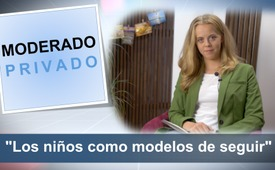 MODERADO
PRIVADO
"Los niños como modelos de seguir"